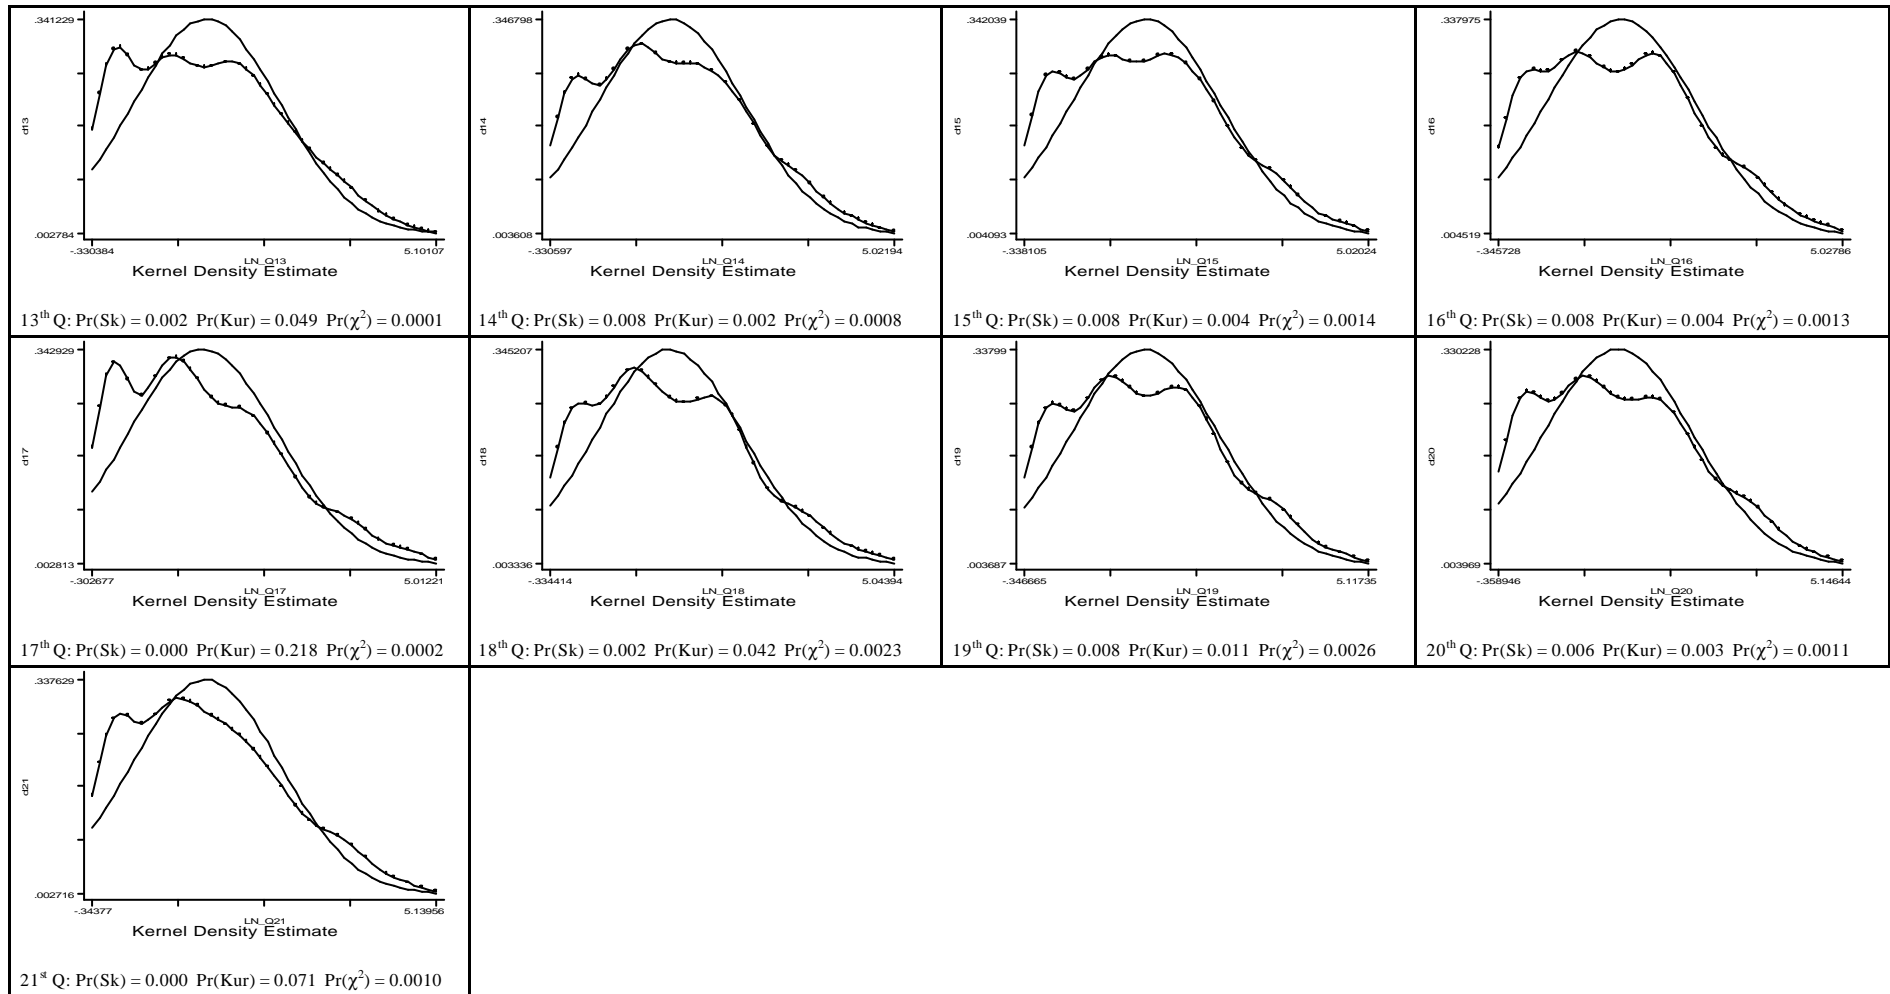 .341229
d13
.002784
-.330384
5.10107
LN_Q13
Kernel Density Estimate
13th Q: Pr(Sk) = 0.002 Pr(Kur) = 0.049 Pr(χ2) = 0.0001
.346798
d14
.003608
-.330597
5.02194
LN_Q14
Kernel Density Estimate
14th Q: Pr(Sk) = 0.008 Pr(Kur) = 0.002 Pr(χ2) = 0.0008
.342039
d15
.004093
-.338105
5.02024
LN_Q15
Kernel Density Estimate
15th Q: Pr(Sk) = 0.008 Pr(Kur) = 0.004 Pr(χ2) = 0.0014
.337975
d16
.004519
-.345728
5.02786
LN_Q16
Kernel Density Estimate
16th Q: Pr(Sk) = 0.008 Pr(Kur) = 0.004 Pr(χ2) = 0.0013
.342929
d17
.002813
-.302677
5.01221
LN_Q17
Kernel Density Estimate
17th Q: Pr(Sk) = 0.000 Pr(Kur) = 0.218 Pr(χ2) = 0.0002
.345207
d18
.003336
-.334414
5.04394
LN_Q18
Kernel Density Estimate
18th Q: Pr(Sk) = 0.002 Pr(Kur) = 0.042 Pr(χ2) = 0.0023
.33799
d19
.003687
-.346665
5.11735
LN_Q19
Kernel Density Estimate
19th Q: Pr(Sk) = 0.008 Pr(Kur) = 0.011 Pr(χ2) = 0.0026
.330228
d20
.003969
-.358946
5.14644
LN_Q20
Kernel Density Estimate
20th Q: Pr(Sk) = 0.006 Pr(Kur) = 0.003 Pr(χ2) = 0.0011
.337629
d21
.002716
-.34377
5.13956
LN_Q21
Kernel Density Estimate
21st Q: Pr(Sk) = 0.000 Pr(Kur) = 0.071 Pr(χ2) = 0.0010